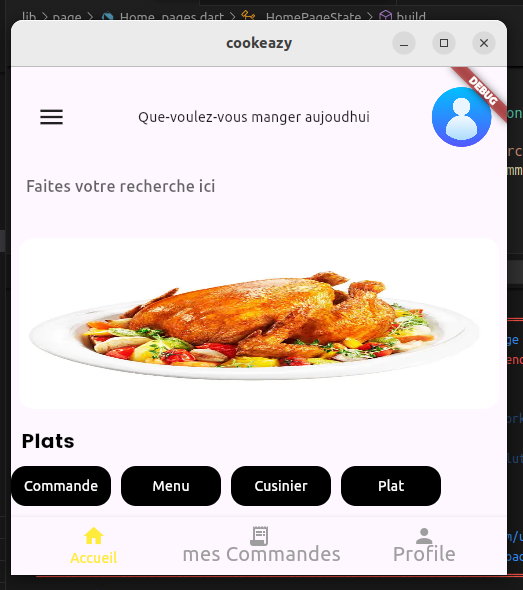 lib > page > Home_pages.dart > _HomePageState > build
cookeazy
DEBUG
Que-voulez-vous manger aujoudhui
Faites votre recherche ici
Plats
Commande Menu Cusinier Plat
Accueil mes Commandes Profile